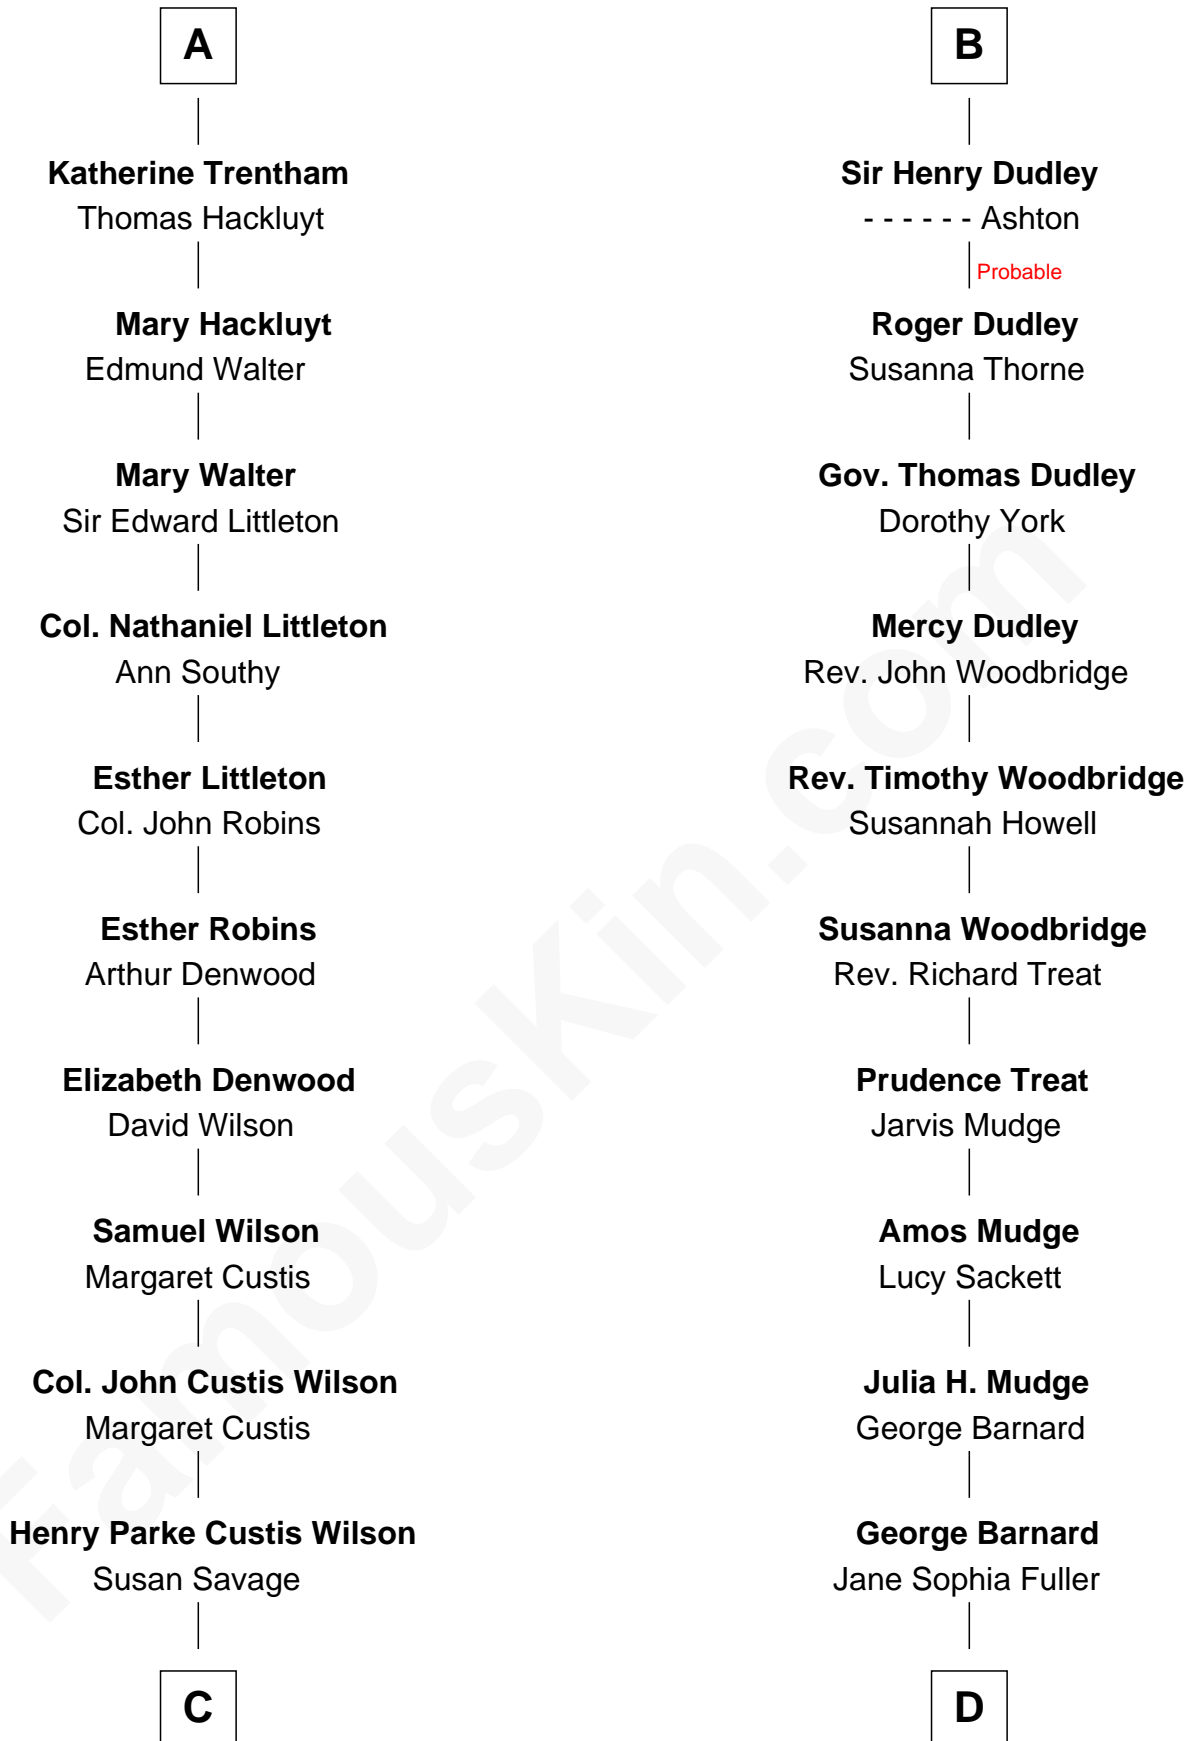 A
Katherine Trentham
Thomas Hackluyt
Mary Hackluyt
Edmund Walter
Mary Walter
Sir Edward Littleton
Col. Nathaniel Littleton
Ann Southy
Esther Littleton
Col. John Robins
Esther Robins
Arthur Denwood
Elizabeth Denwood
David Wilson
Samuel Wilson
Margaret Custis
Col. John Custis Wilson
Margaret Custis
Henry Parke Custis Wilson
Susan Savage
C
B
Sir Henry Dudley
- - - - - - Ashton
Probable
Roger Dudley
Susanna Thorne
Gov. Thomas Dudley
Dorothy York
Mercy Dudley
Rev. John Woodbridge
Rev. Timothy Woodbridge
Susannah Howell
Susanna Woodbridge
Rev. Richard Treat
Prudence Treat
Jarvis Mudge
Amos Mudge
Lucy Sackett
Julia H. Mudge
George Barnard
George Barnard
Jane Sophia Fuller
D
FamousKin.com